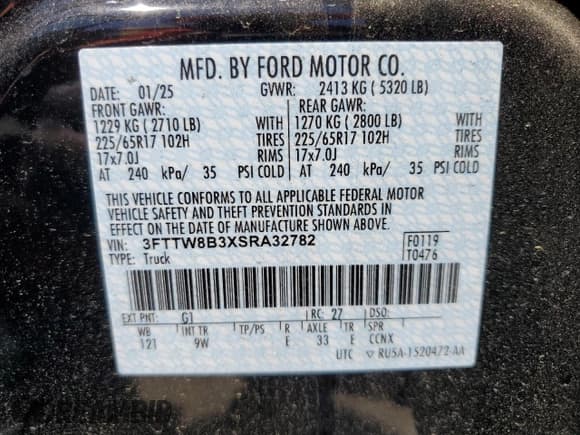 MFD. BY FORD MOTOR CO.
DATE: 01/25 GVWR: 2413 KG ( 5320 LB)
FRONT GAWR: REAR GAWR:
1229 KG ( 2710 LB) WITH 1270 KG ( 2800 LB) WITH
225/65R17 102H TIRES 225/65R17 102H TIRES
17x7.0J RIMS 17x7.0J RIMS
AT 240 kPa/ 35 PSI COLD AT 240 kPa/ 35 PSI COLD
THIS VEHICLE CONFORMS TO ALL APPLICABLE FEDERAL MOTOR
VEHICLE SAFETY AND THEFT PREVENTION STANDARDS IN
EFFECT ON THE DATE OF MANUFACTURE SHOWN ABOVE.
VIN: 3FTTW8B3XSRA32782 F0119
TYPE: Truck T0476
EXT PNT: G1 RC: 27 DSO:
WB INT TR TP/PS R AXLE TR SPR
121 9W E 33 E CCNX
UTC RU5A-1520472-AA